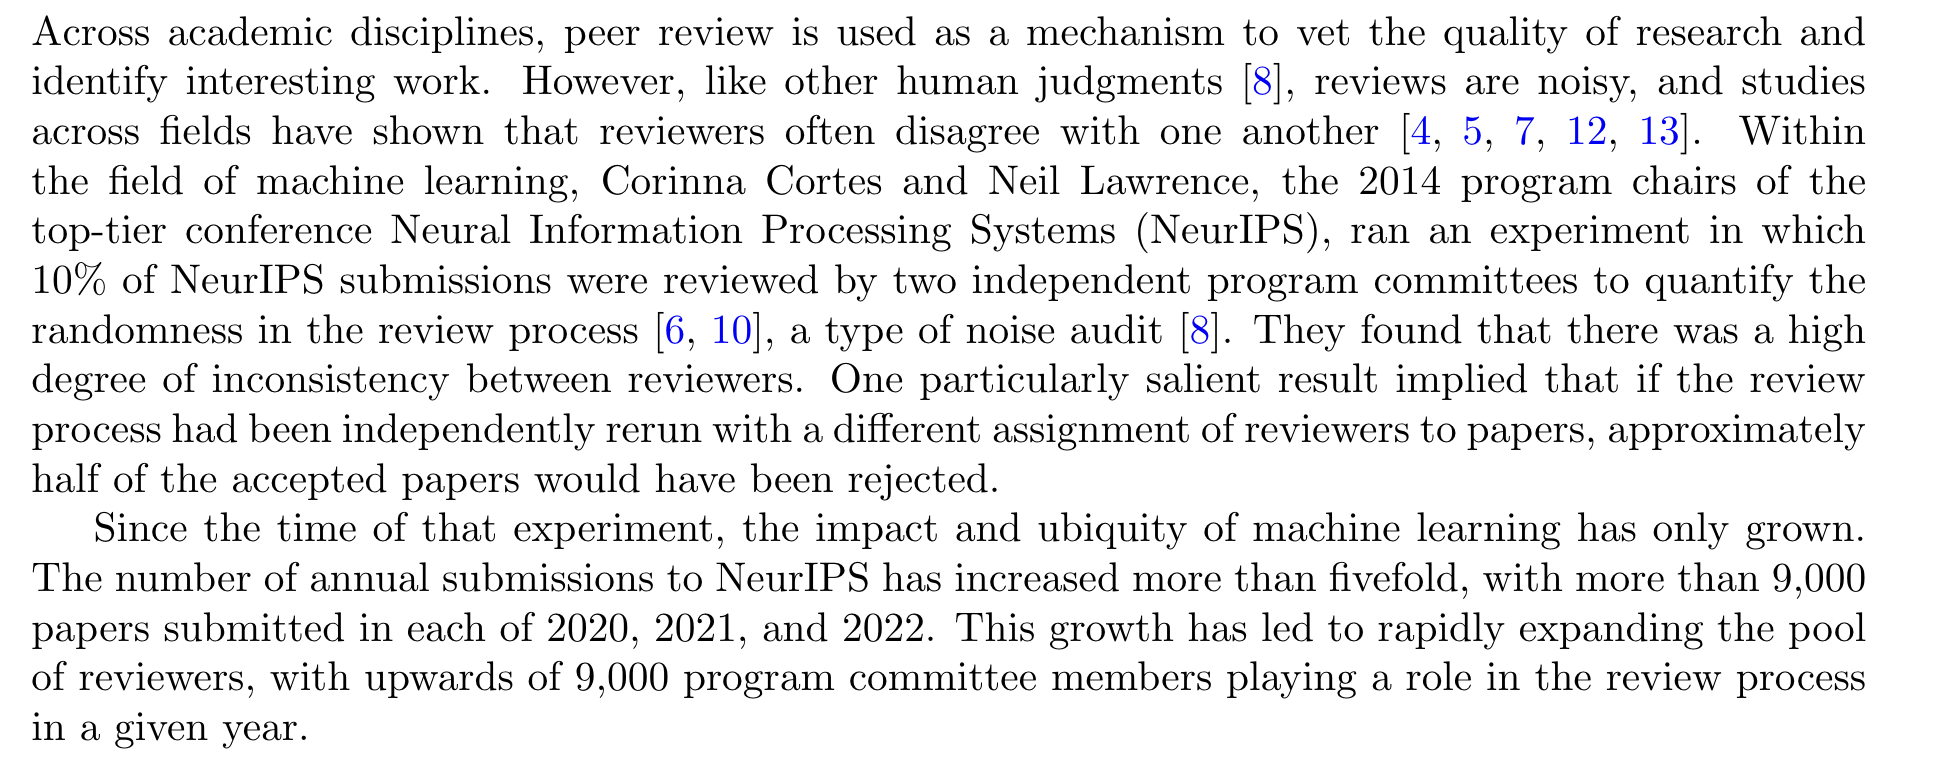 Across academic disciplines, peer review is used as a mechanism to vet the quality of research and
identify interesting work. However, like other human judgments [8], reviews are noisy, and studies
across fields have shown that reviewers often disagree with one another [4, 5, 7, 12, 13]. Within
the field of machine learning, Corinna Cortes and Neil Lawrence, the 2014 program chairs of the
top-tier conference Neural Information Processing Systems (NeurIPS), ran an experiment in which
10% of NeurIPS submissions were reviewed by two independent program committees to quantify the
randomness in the review process [6, 10], a type of noise audit [8]. They found that there was a high
degree of inconsistency between reviewers. One particularly salient result implied that if the review
process had been independently rerun with a different assignment of reviewers to papers, approximately
half of the accepted papers would have been rejected.
Since the time of that experiment, the impact and ubiquity of machine learning has only grown.
The number of annual submissions to NeurIPS has increased more than fivefold, with more than 9,000
papers submitted in each of 2020, 2021, and 2022. This growth has led to rapidly expanding the pool
of reviewers, with upwards of 9,000 program committee members playing a role in the review process
in a given year.